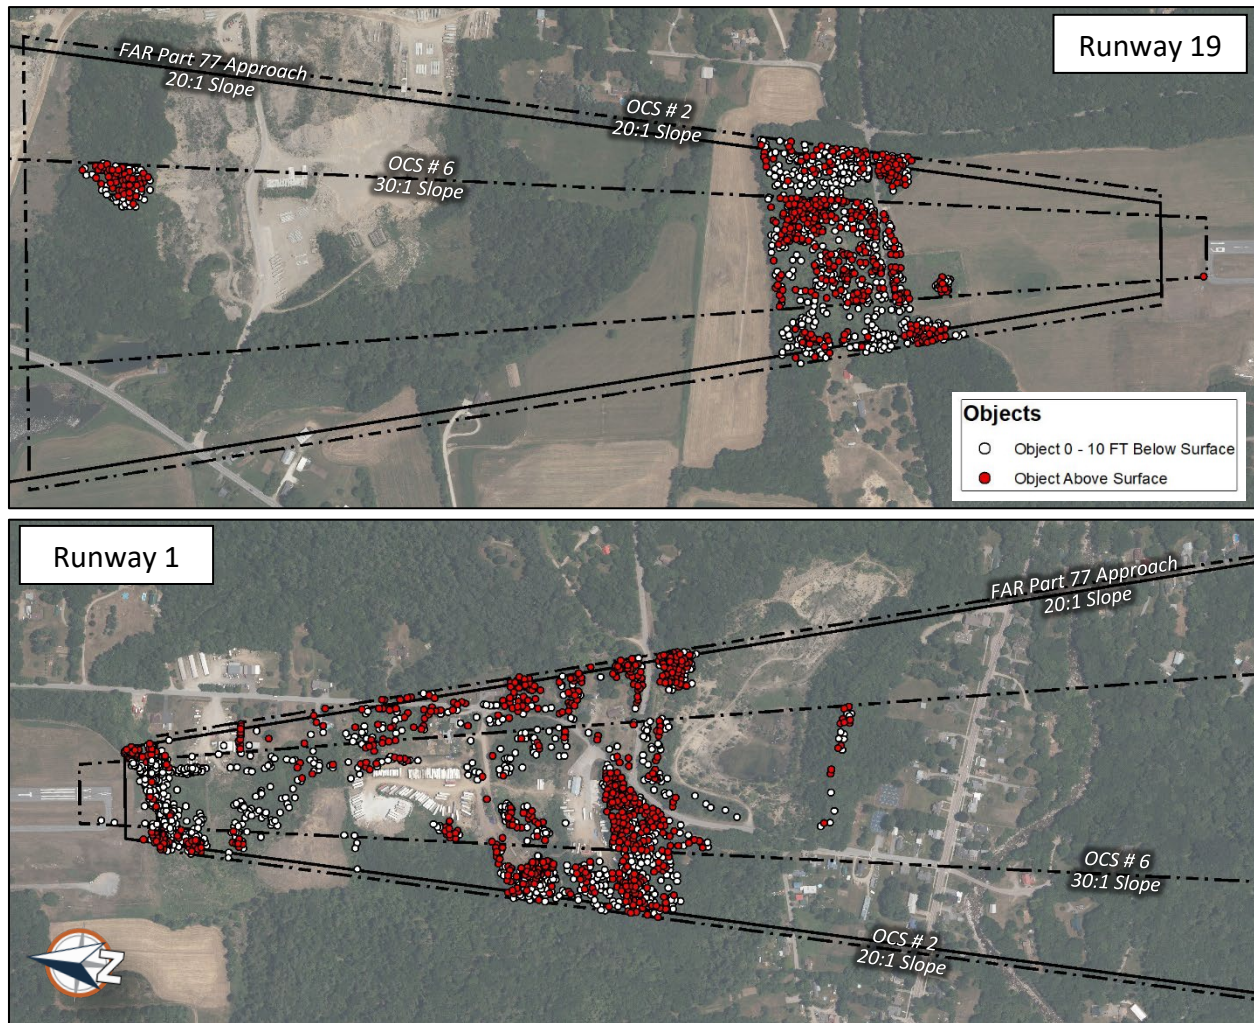 Runway 19
FAR Part 77 Approach
20:1 Slope
OCS # 2
20:1 Slope
OCS # 6
30:1 Slope
Objects
Object 0 - 10 FT Below Surface
Object Above Surface
Runway 1
FAR Part 77 Approach
20:1 Slope
OCS # 6
30:1 Slope
OCS # 2
20:1 Slope
N